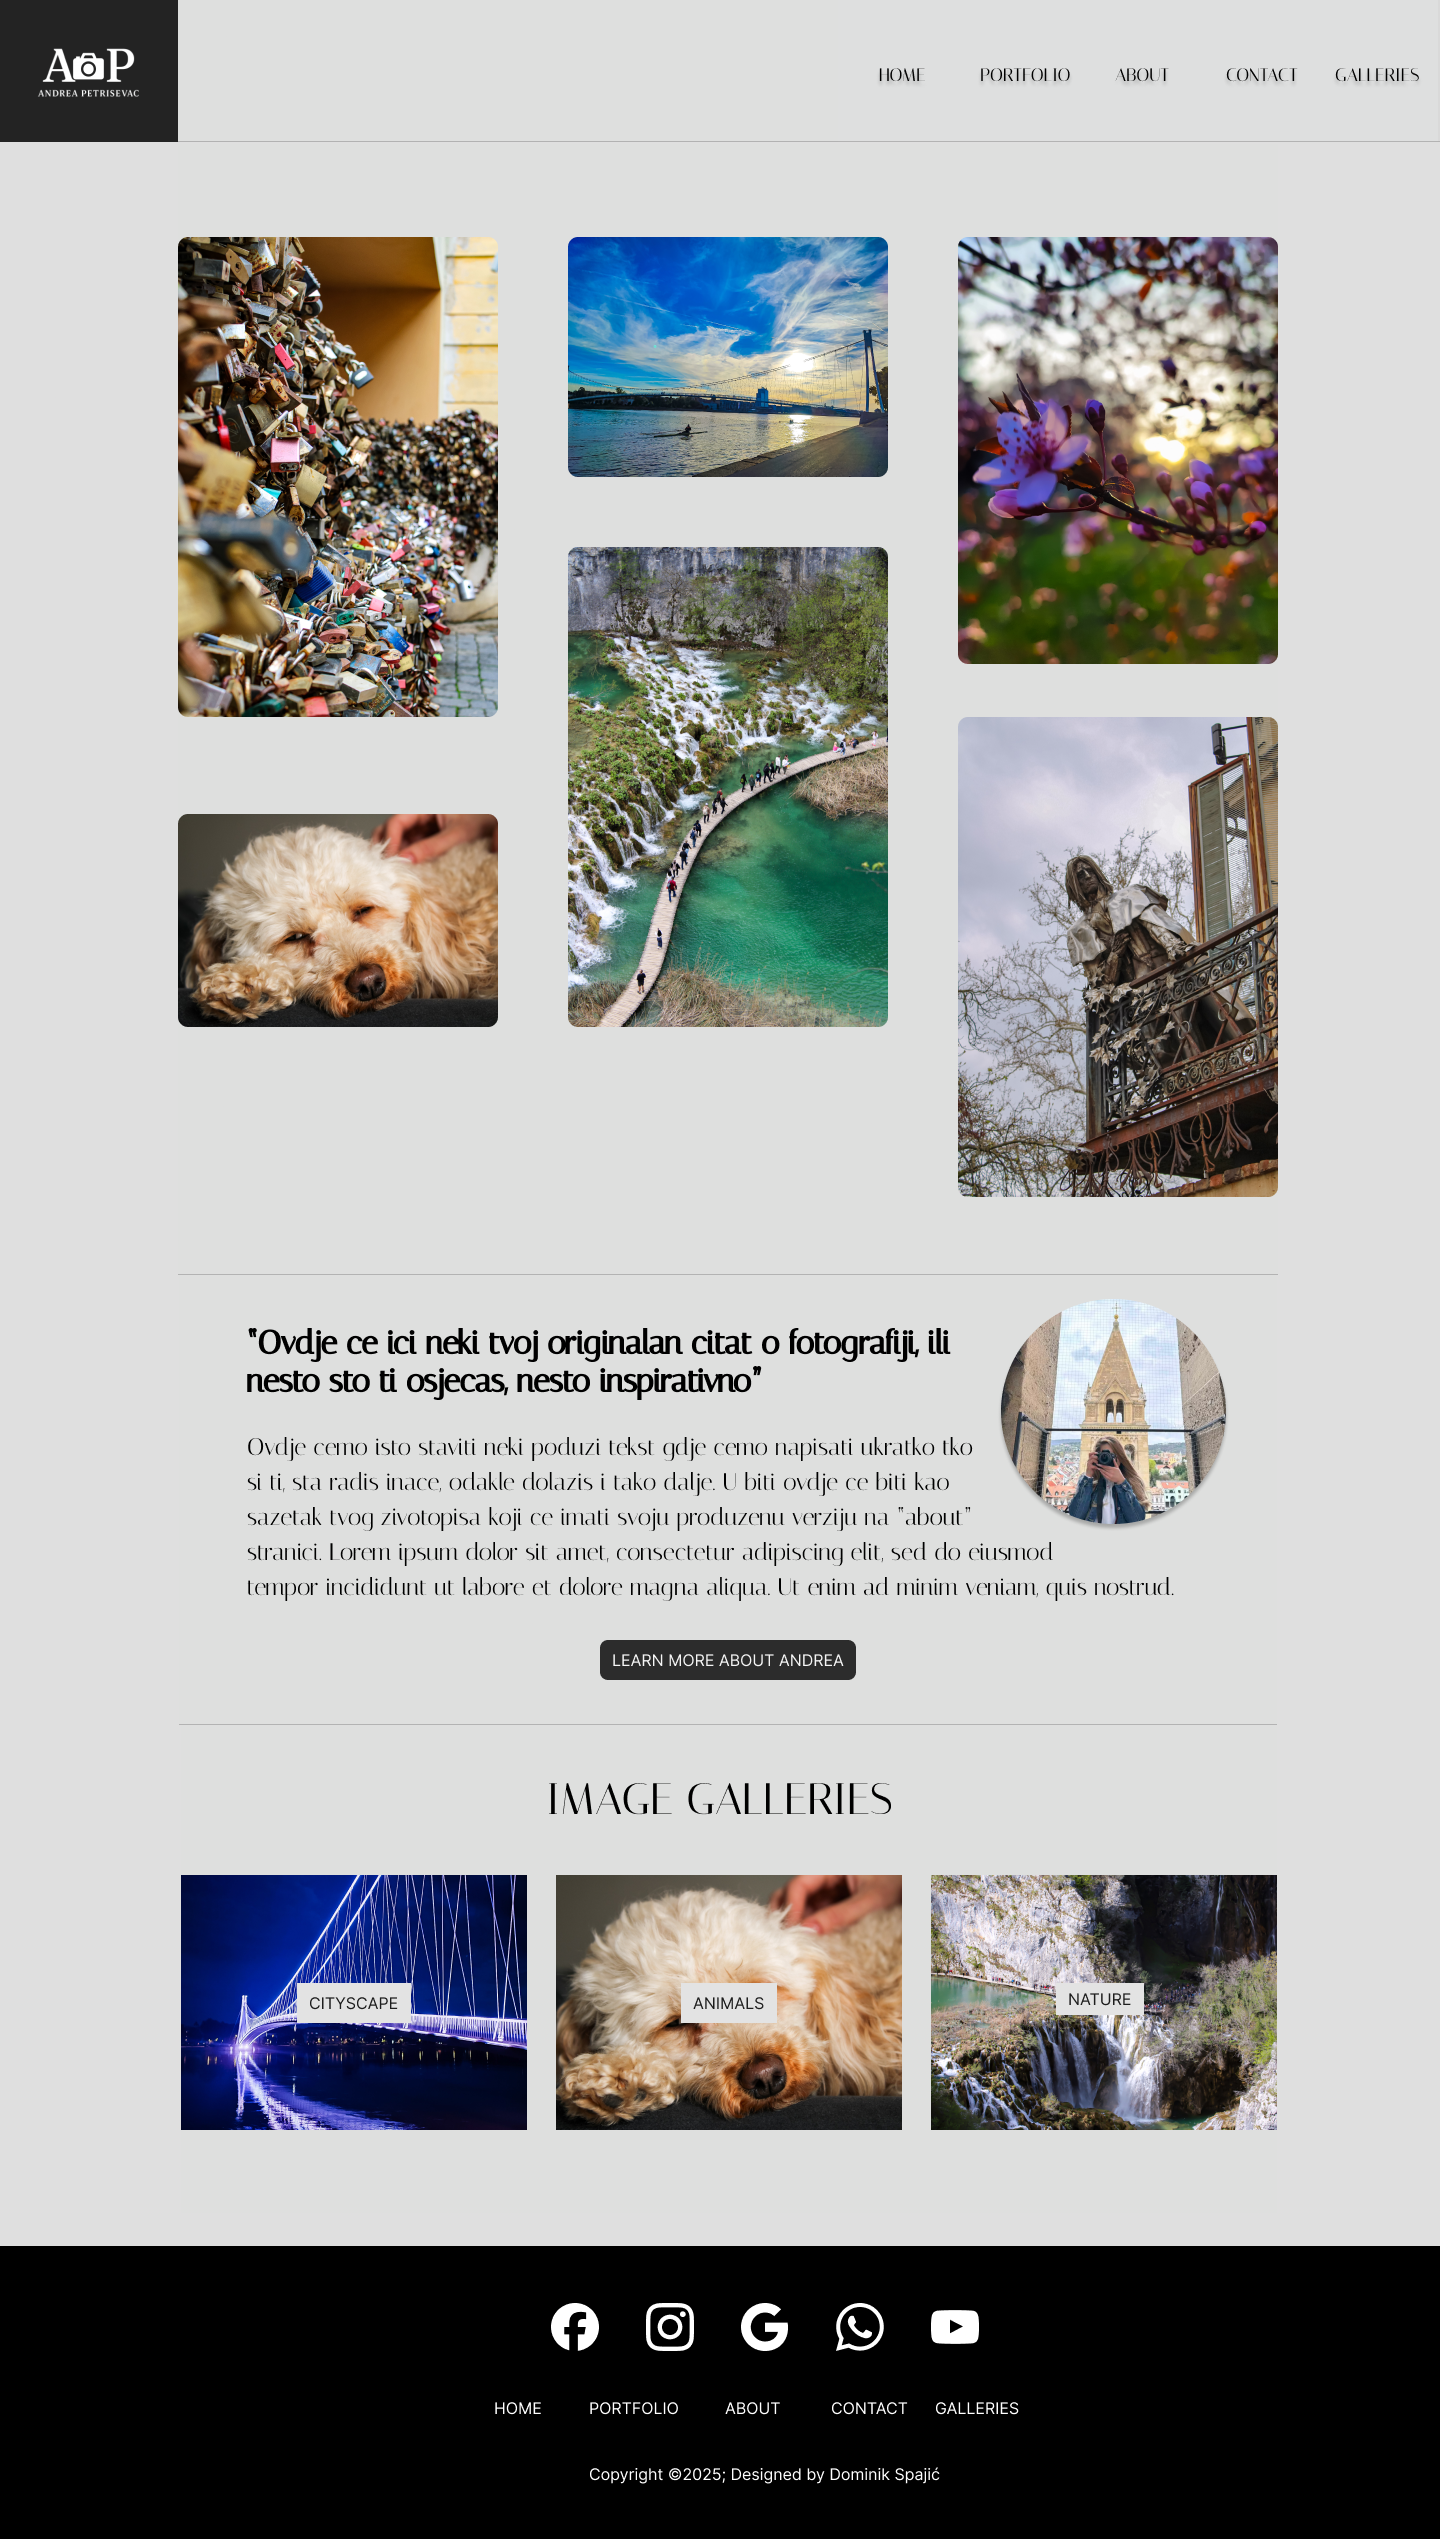 A P
ANDREA PETRISEVAC
HOME PORTFOLIO ABOUT CONTACT GALLERIES
"Ovdje ce ici neki tvoj originalan citat o fotografiji, ili
nesto sto ti osjecas, nesto inspirativno"
Ovdje cemo isto staviti neki poduzi tekst gdje cemo napisati ukratko tko
si ti, sta radis inace, odakle dolazis i tako dalje. U biti ovdje ce biti kao
sazetak tvog zivotopisa koji ce imati svoju produzenu verziju na "about"
stranici. Lorem ipsum dolor sit amet, consectetur adipiscing elit, sed do eiusmod
tempor incididunt ut labore et dolore magna aliqua. Ut enim ad minim veniam, quis nostrud.
LEARN MORE ABOUT ANDREA
IMAGE GALLERIES
CITYSCAPE
ANIMALS
NATURE
HOME PORTFOLIO ABOUT CONTACT GALLERIES
Copyright ©2025; Designed by Dominik Spajić